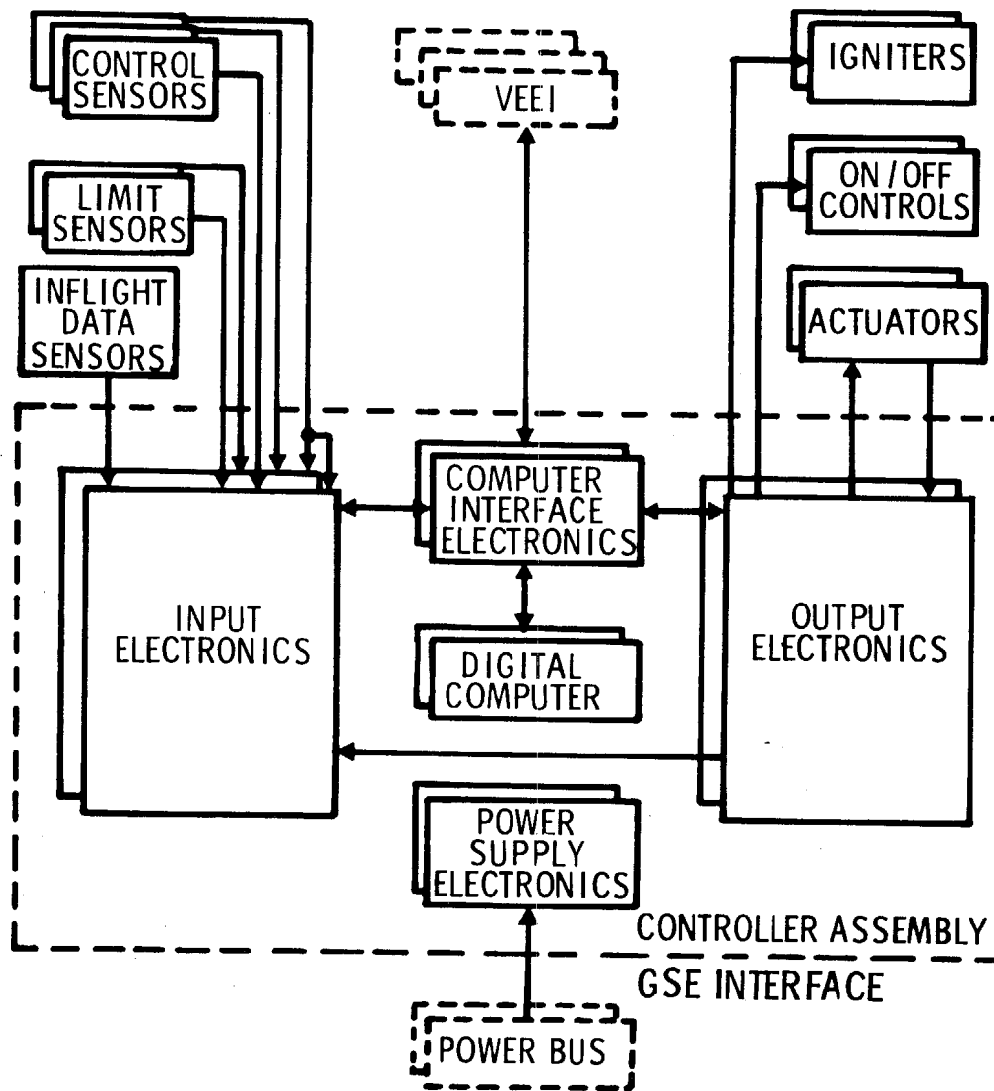 CONTROL
SENSORS
VEEI
IGNITERS
LIMIT
SENSORS
ON/OFF
CONTROLS
INFLIGHT
DATA
SENSORS
ACTUATORS
COMPUTER
INTERFACE
ELECTRONICS
INPUT
ELECTRONICS
OUTPUT
ELECTRONICS
DIGITAL
COMPUTER
POWER
SUPPLY
ELECTRONICS
CONTROLLER ASSEMBLY
GSE INTERFACE
POWER BUS